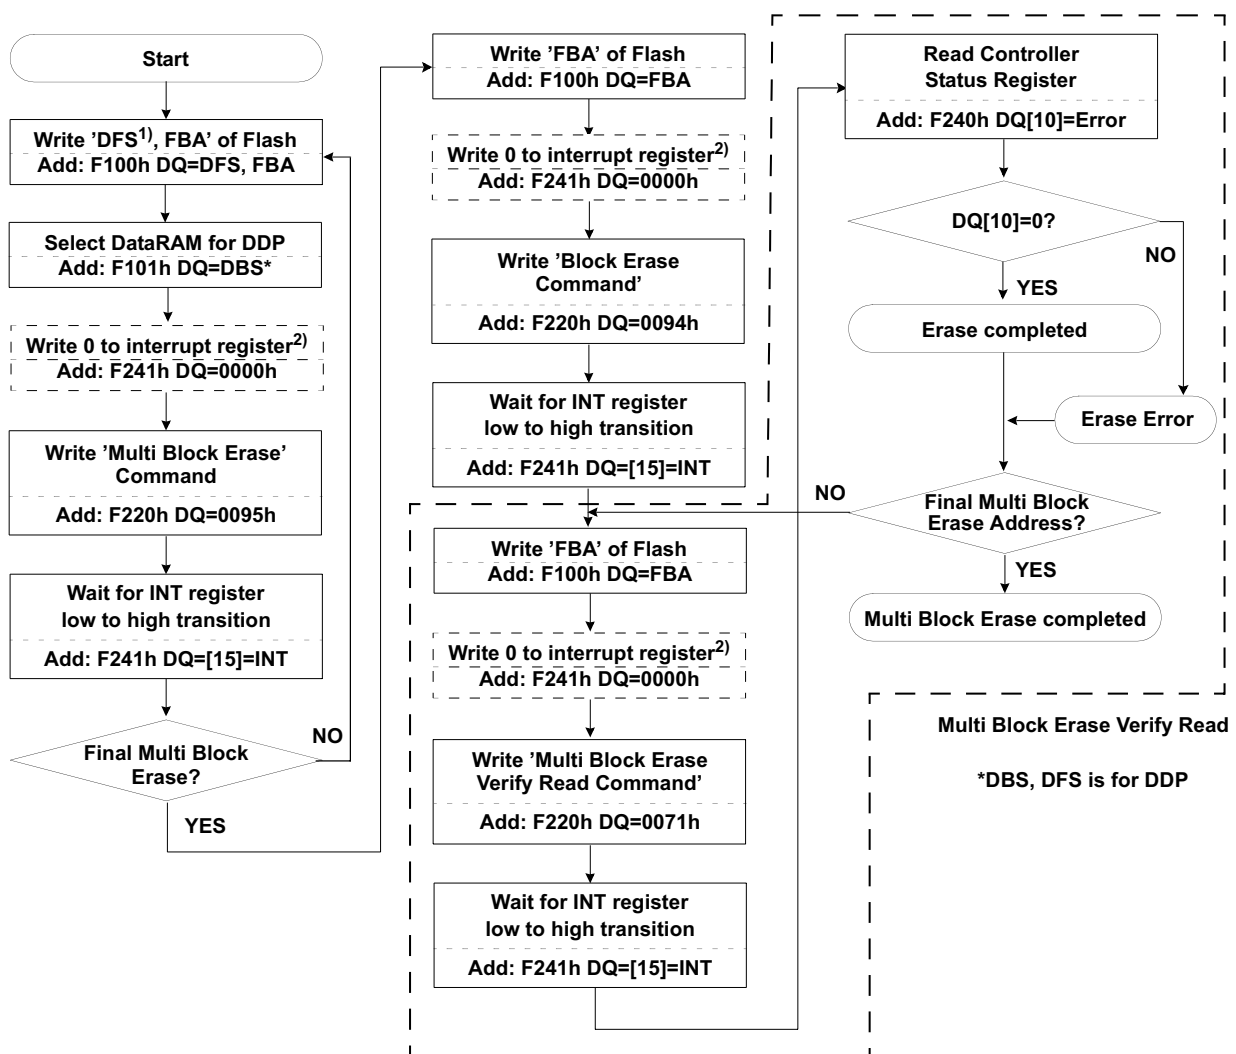 Start
Write ’DFS1), FBA’ of Flash
Add: F100h DQ=DFS, FBA
Select DataRAM for DDP
Add: F101h DQ=DBS*
Write 0 to interrupt register2)
Add: F241h DQ=0000h
Write ’Multi Block Erase’
Command
Add: F220h DQ=0095h
Wait for INT register
low to high transition
Add: F241h DQ=[15]=INT
Final Multi Block
Erase?
NO
YES
Write ’FBA’ of Flash
Add: F100h DQ=FBA
Write 0 to interrupt register2)
Add: F241h DQ=0000h
Write ’Block Erase
Command’
Add: F220h DQ=0094h
Wait for INT register
low to high transition
Add: F241h DQ=[15]=INT
Write ’FBA’ of Flash
Add: F100h DQ=FBA
Write 0 to interrupt register2)
Add: F241h DQ=0000h
Write ’Multi Block Erase
Verify Read Command’
Add: F220h DQ=0071h
Wait for INT register
low to high transition
Add: F241h DQ=[15]=INT
Read Controller
Status Register
Add: F240h DQ[10]=Error
DQ[10]=0?
NO
YES
Erase completed
Erase Error
Final Multi Block
Erase Address?
NO
YES
Multi Block Erase completed
Multi Block Erase Verify Read
*DBS, DFS is for DDP